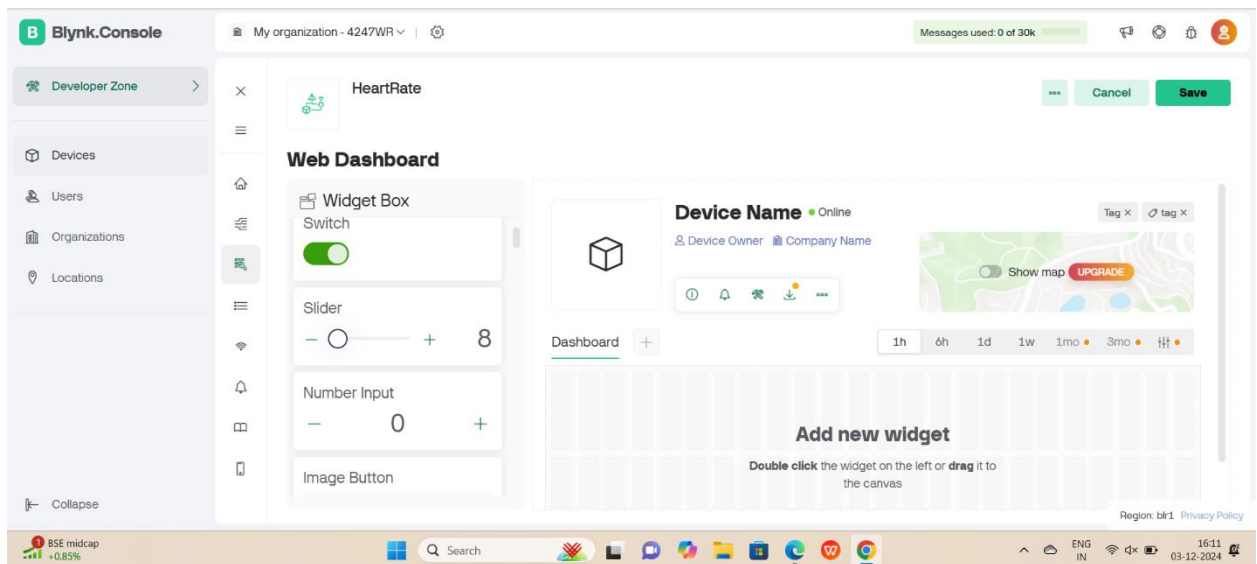 B Blynk.Console
My organization - 4247WR
Messages used: 0 of 30k
Developer Zone
Devices
Users
Organizations
Locations
Collapse
HeartRate
Cancel
Save
Web Dashboard
Widget Box
Switch
Slider
– + 8
Number Input
– 0 +
Image Button
Device Name Online
Device Owner Company Name
Tag × tag ×
Show map UPGRADE
Dashboard +
1h 6h 1d 1w 1mo 3mo
Add new widget
Double click the widget on the left or drag it to
the canvas
Region: blr1 Privacy Policy
1 BSE midcap
+0.85%
Search
ENG
IN
16:11
03-12-2024